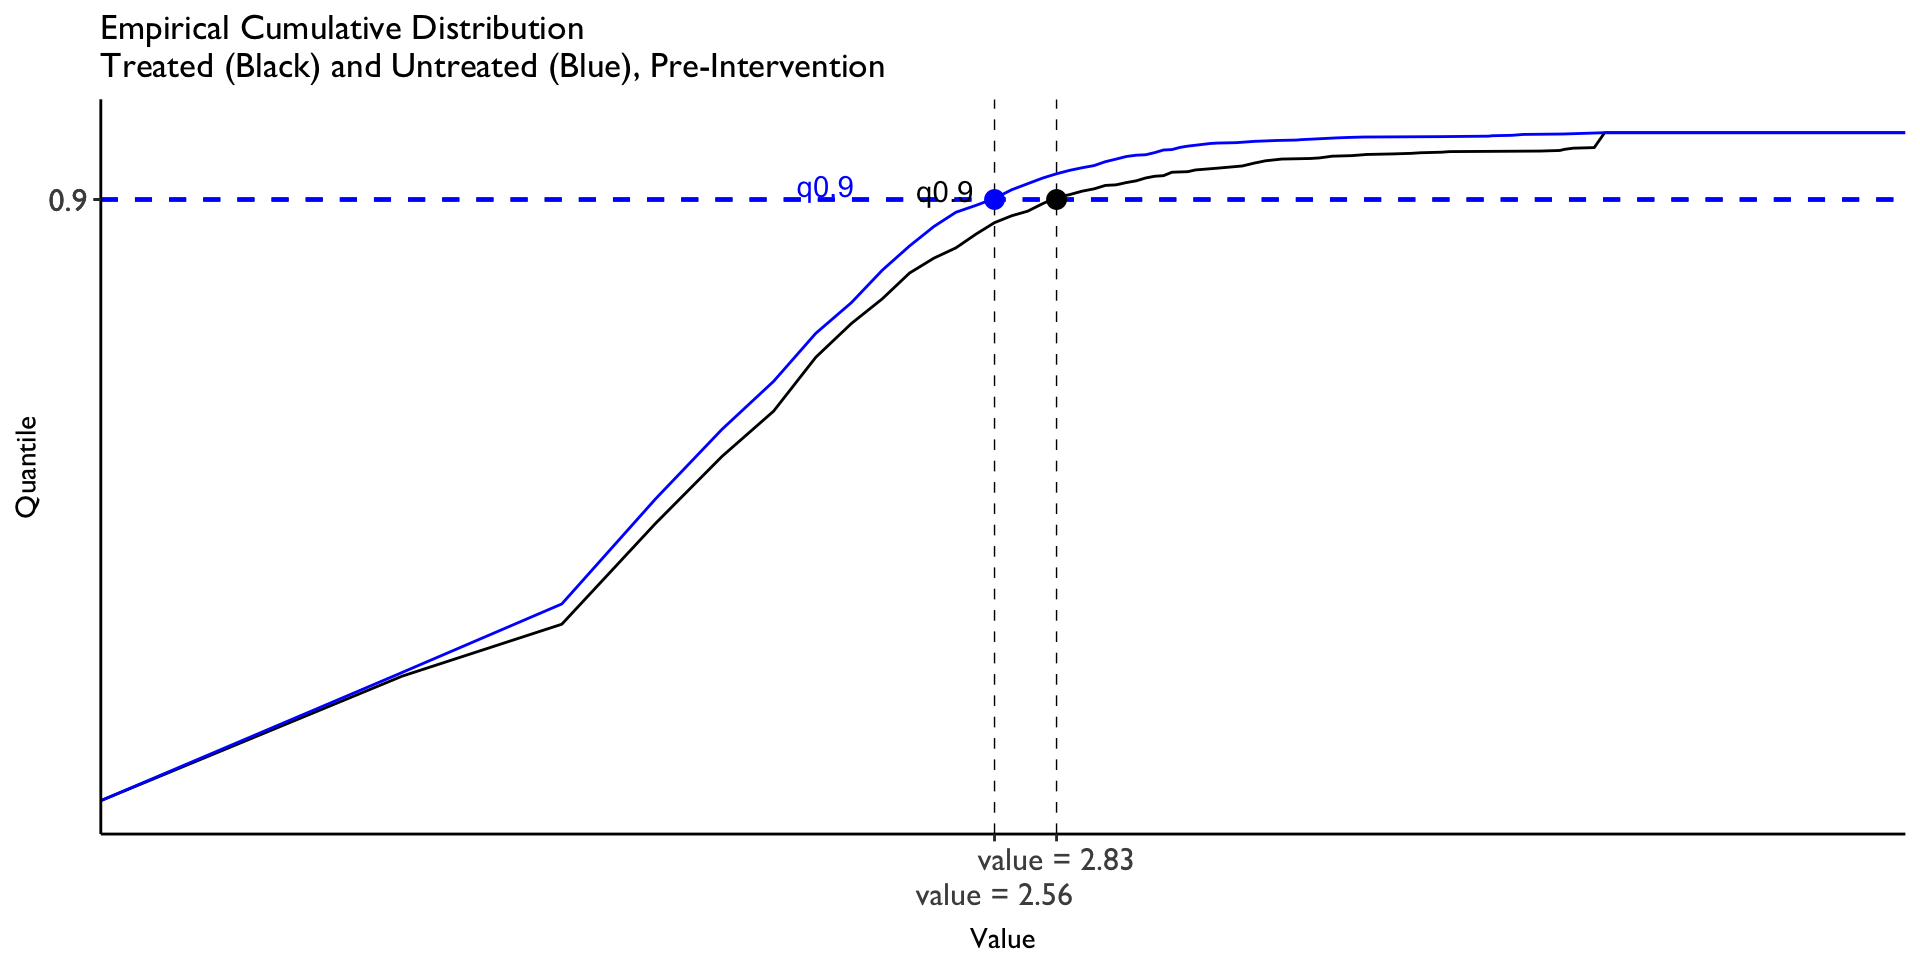 Empirical Cumulative Distribution
Treated (Black) and Untreated (Blue), Pre-Intervention
q0.9 q0.9
0.9
Quantile
value = 2.83
value = 2.56
Value